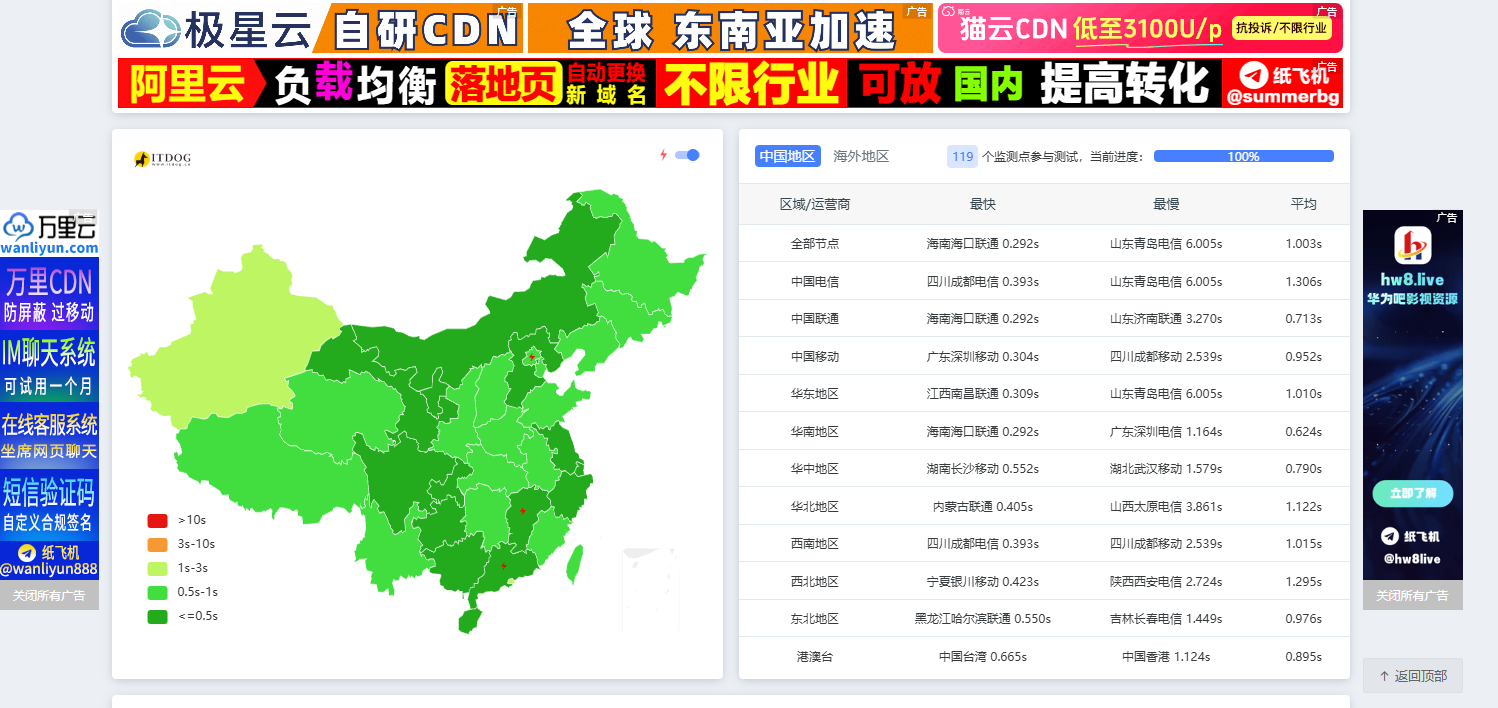 极星云 自研CDN 广告
全球 东南亚加速 广告
猫云CDN 低至3100U/p 抗投诉/不限行业 广告
阿里云 负载均衡 落地页 自动更换 新域名 不限行业 可放 国内 提高转化 纸飞机 @summerbg 广告
广告
万里云
wanliyun.com
万里CDN
防屏蔽 过移动
IM聊天系统
可试用一个月
在线客服系统
坐席网页聊天
短信验证码
自定义合规签名
纸飞机
@wanliyun888
关闭所有广告
ITDOG
www.itdog.cn
>10s
3s-10s
1s-3s
0.5s-1s
<=0.5s
中国地区 海外地区 119 个监测点参与测试，当前进度： 100%
区域/运营商 最快 最慢 平均
全部节点 海南海口联通 0.292s 山东青岛电信 6.005s 1.003s
中国电信 四川成都电信 0.393s 山东青岛电信 6.005s 1.306s
中国联通 海南海口联通 0.292s 山东济南联通 3.270s 0.713s
中国移动 广东深圳移动 0.304s 四川成都移动 2.539s 0.952s
华东地区 江西南昌联通 0.309s 山东青岛电信 6.005s 1.010s
华南地区 海南海口联通 0.292s 广东深圳电信 1.164s 0.624s
华中地区 湖南长沙移动 0.552s 湖北武汉移动 1.579s 0.790s
华北地区 内蒙古联通 0.405s 山西太原电信 3.861s 1.122s
西南地区 四川成都电信 0.393s 四川成都移动 2.539s 1.015s
西北地区 宁夏银川移动 0.423s 陕西西安电信 2.724s 1.295s
东北地区 黑龙江哈尔滨联通 0.550s 吉林长春电信 1.449s 0.976s
港澳台 中国台湾 0.665s 中国香港 1.124s 0.895s
广告
hw8.live
华为吧影视资源
立即了解
纸飞机
@hw8live
关闭所有广告
↑ 返回顶部